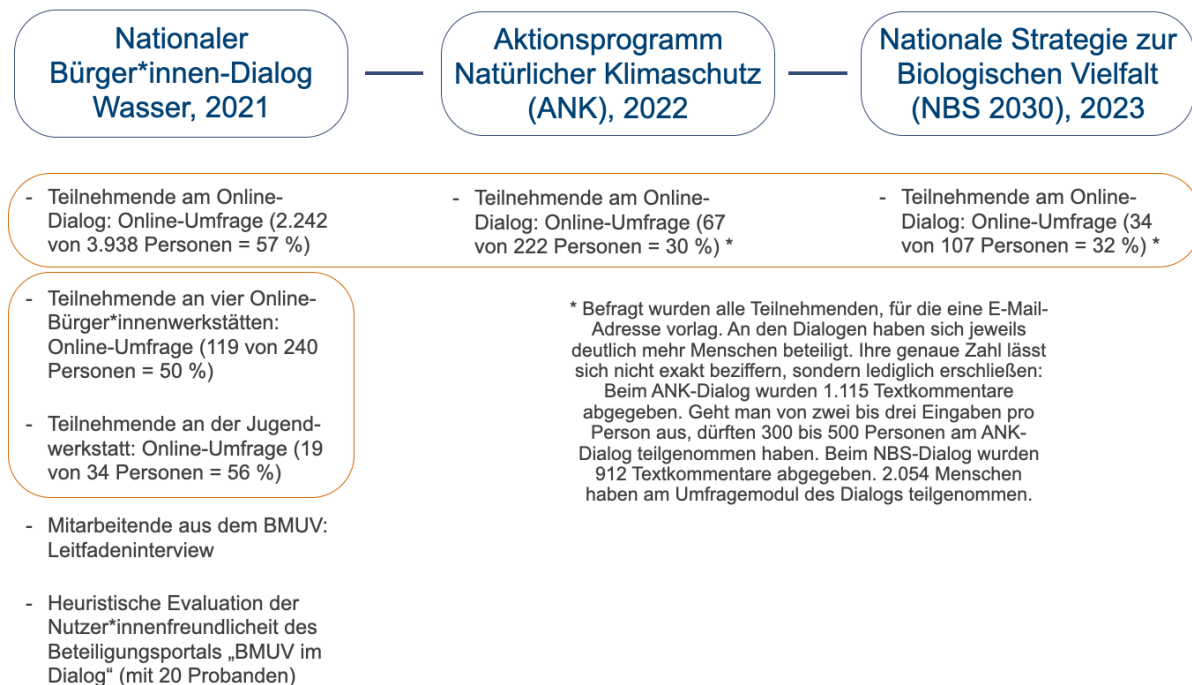 Nationaler
Bürger*innen-Dialog
Wasser, 2021
Aktionsprogramm
Natürlicher Klimaschutz
(ANK), 2022
Nationale Strategie zur
Biologischen Vielfalt
(NBS 2030), 2023
- Teilnehmende am Online-
Dialog: Online-Umfrage (2.242
von 3.938 Personen = 57 %)
- Teilnehmende am Online-
Dialog: Online-Umfrage (67
von 222 Personen = 30 %) *
- Teilnehmende am Online-
Dialog: Online-Umfrage (34
von 107 Personen = 32 %) *
- Teilnehmende an vier Online-
Bürger*innenwerkstätten:
Online-Umfrage (119 von 240
Personen = 50 %)
- Teilnehmende an der Jugend-
werkstatt: Online-Umfrage (19
von 34 Personen = 56 %)
- Mitarbeitende aus dem BMUV:
Leitfadeninterview
- Heuristische Evaluation der
Nutzer*innenfreundlicheit des
Beteiligungsportals „BMUV im
Dialog“ (mit 20 Probanden)
* Befragt wurden alle Teilnehmenden, für die eine E-Mail-
Adresse vorlag. An den Dialogen haben sich jeweils
deutlich mehr Menschen beteiligt. Ihre genaue Zahl lässt
sich nicht exakt beziffern, sondern lediglich erschließen:
Beim ANK-Dialog wurden 1.115 Textkommentare
abgegeben. Geht man von zwei bis drei Eingaben pro
Person aus, dürften 300 bis 500 Personen am ANK-
Dialog teilgenommen haben. Beim NBS-Dialog wurden
912 Textkommentare abgegeben. 2.054 Menschen
haben am Umfragemodul des Dialogs teilgenommen.